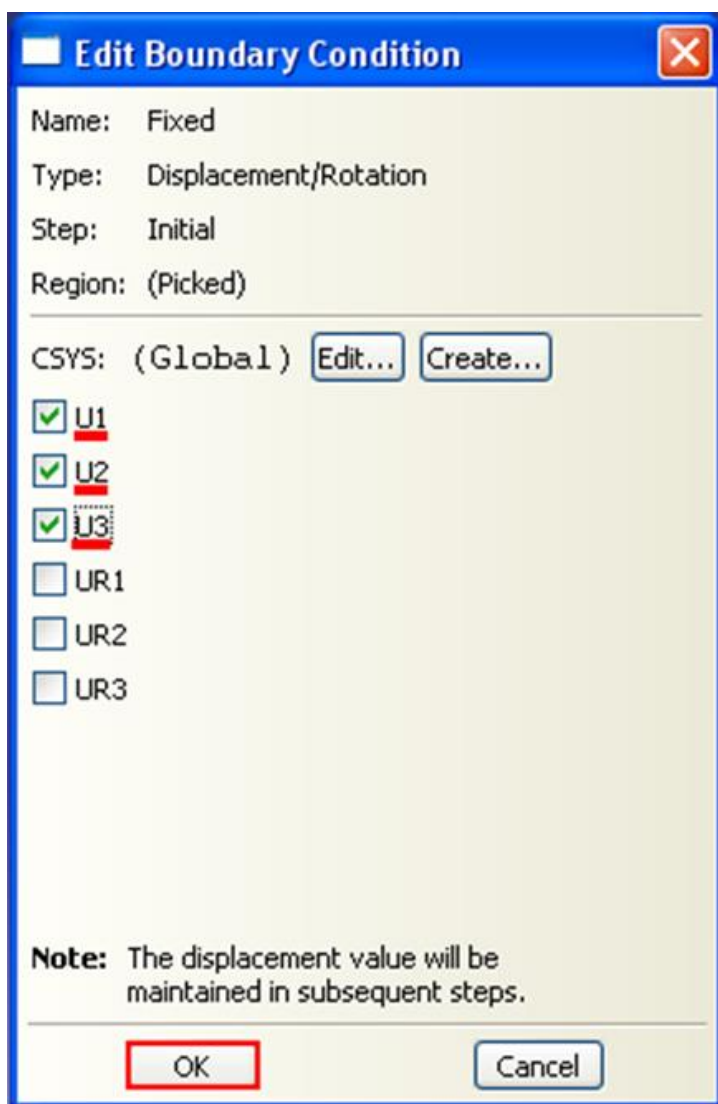 Edit Boundary Condition
Name: Fixed
Type: Displacement/Rotation
Step: Initial
Region: (Picked)
CSYS: (Global) Edit... Create...
U1
U2
U3
UR1
UR2
UR3
Note: The displacement value will be
maintained in subsequent steps.
OK Cancel